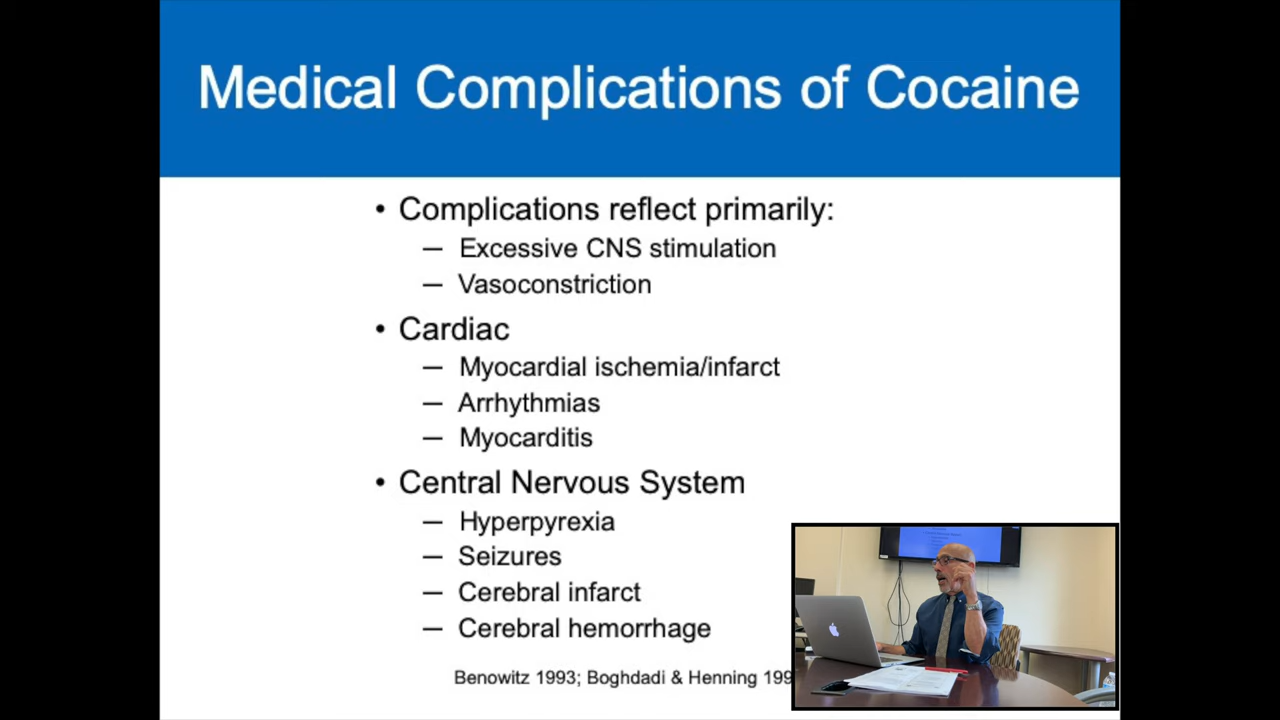 Medical Complications of Cocaine
• Complications reflect primarily:
— Excessive CNS stimulation
— Vasoconstriction
• Cardiac
— Myocardial ischemia/infarct
— Arrhythmias
— Myocarditis
• Central Nervous System
— Hyperpyrexia
— Seizures
— Cerebral infarct
— Cerebral hemorrhage
Benowitz 1993; Boghdadi & Henning 199